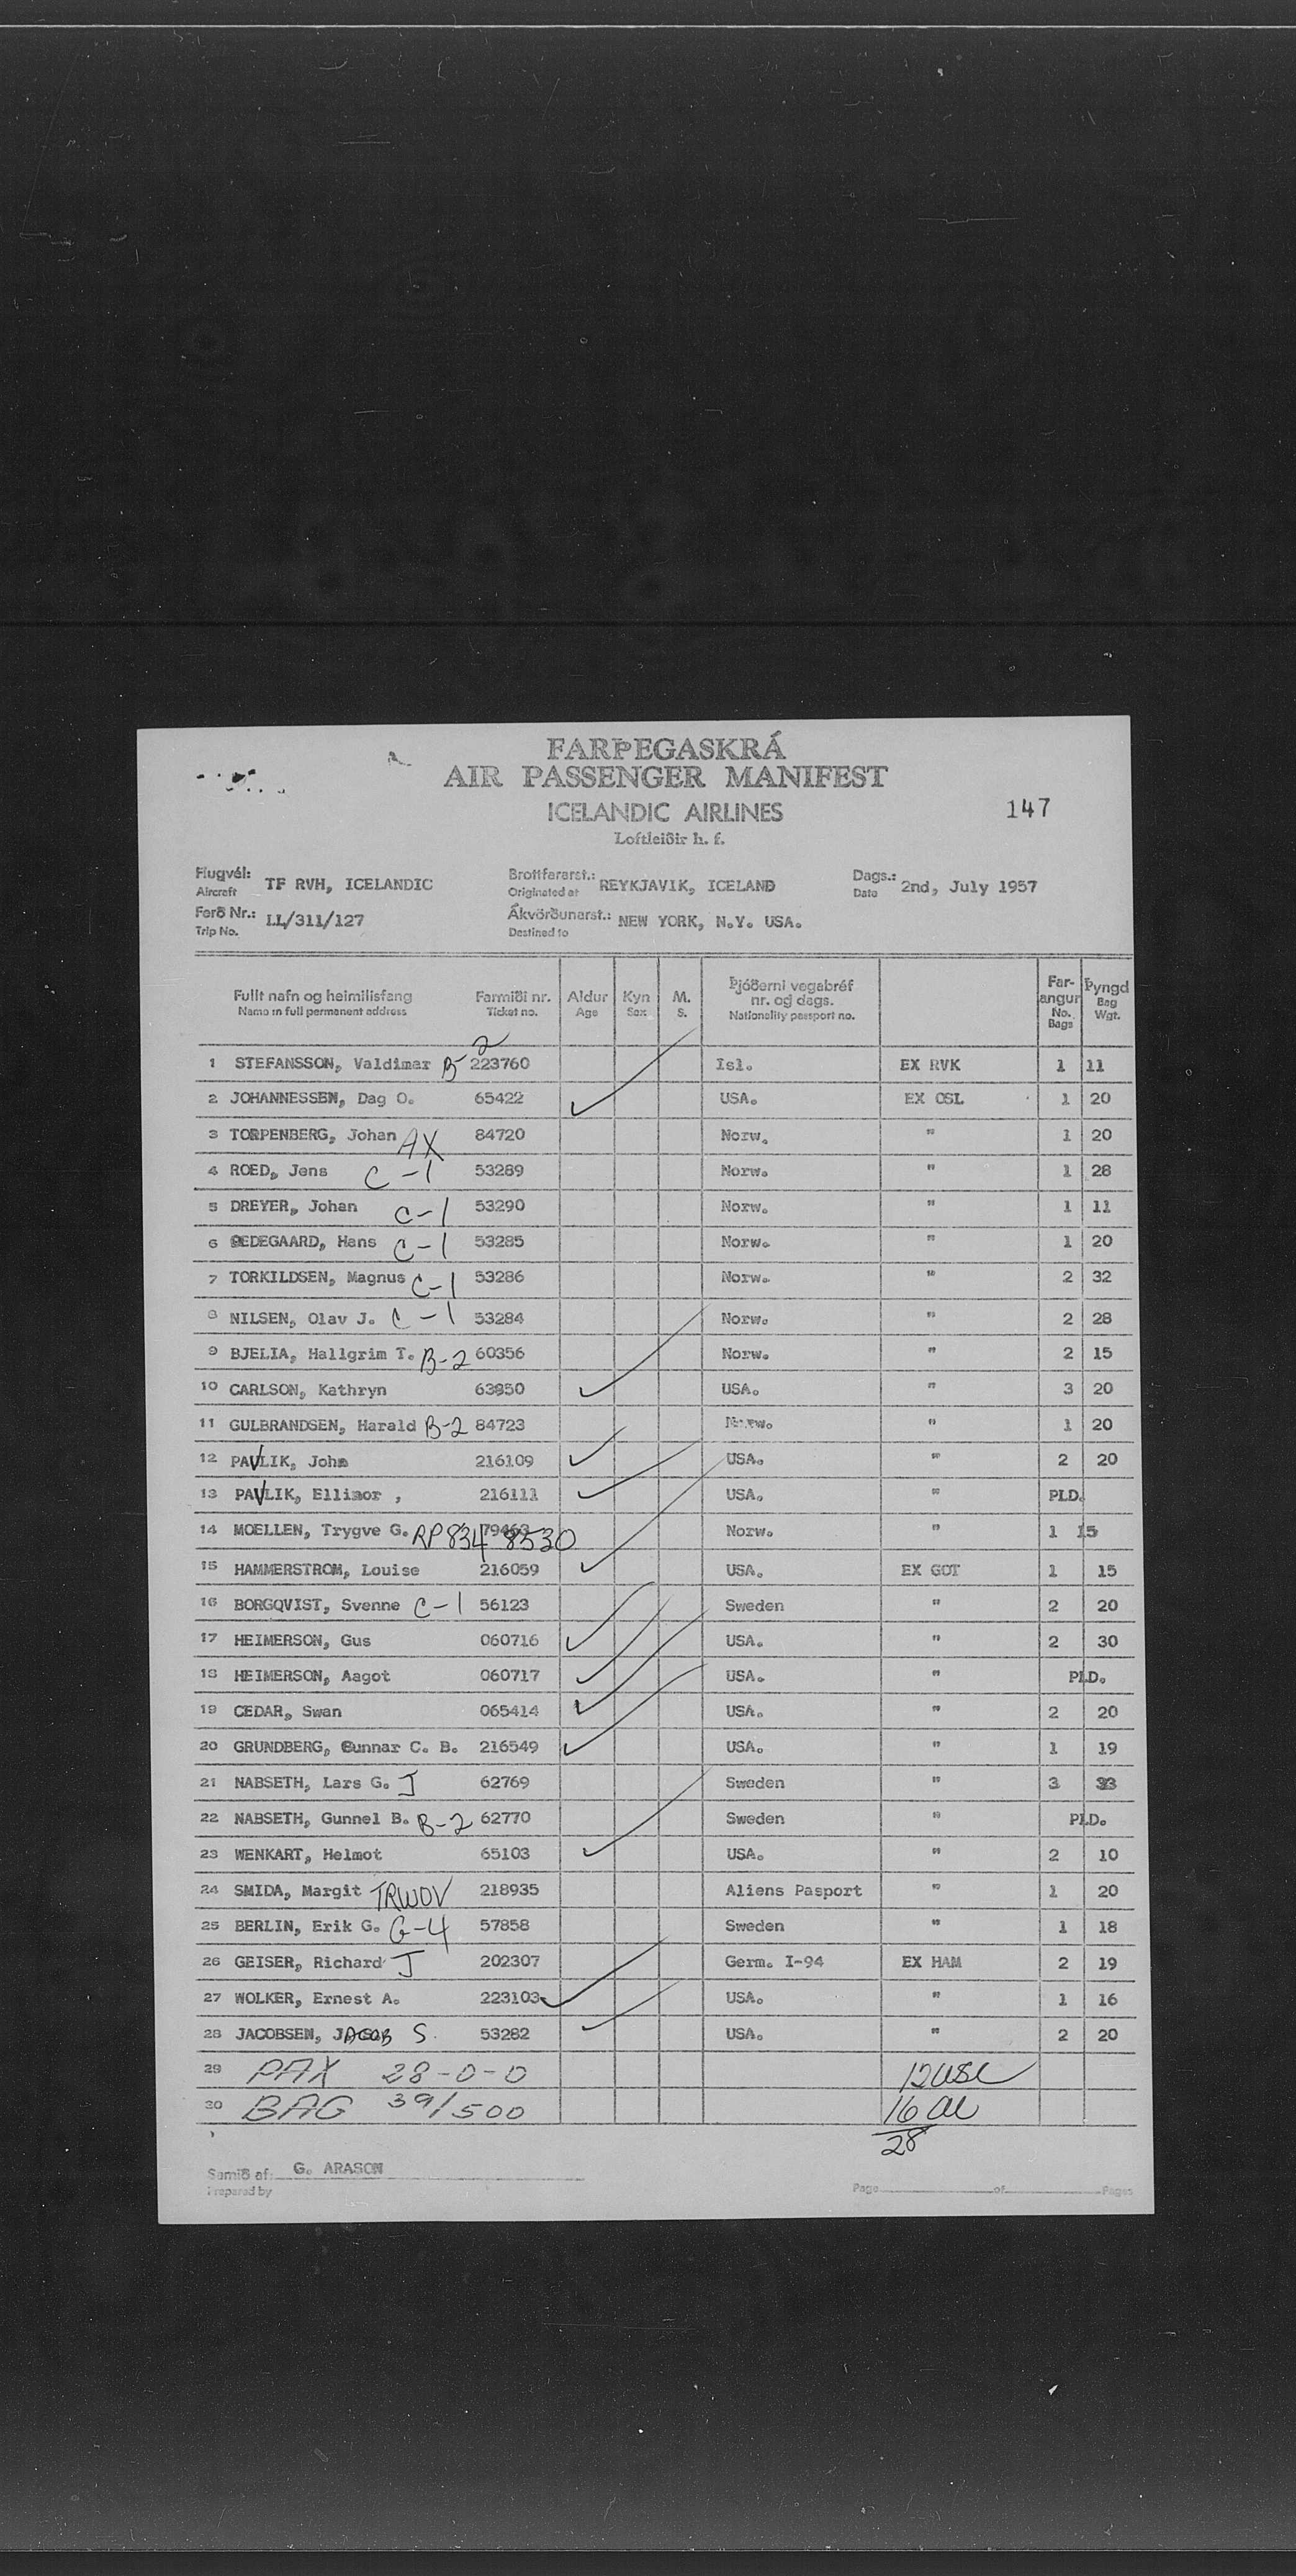 FARÞEGASKRÁ
AIR PASSENGER MANIFEST
ICELANDIC AIRLINES
147
Loftleiðir h. f.
Flugvél: TF RVH, ICELANDIC Brottfararst.: REYKJAVIK, ICELAND Dags.: 2nd, July 1957
Aircraft Originated at Date
Ferð Nr.: LL/311/127 Ákvörðunarst.: NEW YORK, N.Y. USA.
Trip No. Destined to
Fullt nafn og heimilisfang Farmiði nr. Aldur Kyn M. Þjóðerni vegabréf nr. og dags. Far-angur Þyngd
Name in full permanent address Ticket no. Age Sex S. Nationality passport no. No. Bags Bag Wgt.
1 STEFANSSON, Valdimar B-2 223760 Isl. EX RVK 1 11
2 JOHANNESSEN, Dag O. 65422 USA. EX OSL 1 20
3 TORPENBERG, Johan AX 84720 Norw. " 1 20
4 ROED, Jens C-1 53289 Norw. " 1 28
5 DREYER, Johan C-1 53290 Norw. " 1 11
6 OEDEGAARD, Hans C-1 53285 Norw. " 1 20
7 TORKILDSEN, Magnus C-1 53286 Norw. " 2 32
8 NILSEN, Olav J. C-1 53284 Norw. " 2 28
9 BJELIA, Hallgrim T. B-2 60356 Norw. " 2 15
10 CARLSON, Kathryn 63850 USA. " 3 20
11 GULBRANDSEN, Harald B-2 84723 Norw. " 1 20
12 PAVLIK, John 216109 USA. " 2 20
13 PAVLIK, Ellinor , 216111 USA. " PLD.
14 MOELLEN, Trygve G. RP834 8530 79463 Norw. " 1 15
15 HAMMERSTROM, Louise 216059 USA. EX GOT 1 15
16 BORGQVIST, Svenne C-1 56123 Sweden " 2 20
17 HEIMERSON, Gus 060716 USA. " 2 30
18 HEIMERSON, Aagot 060717 USA. " PLD.
19 CEDAR, Swan 065414 USA. " 2 20
20 GRUNDBERG, Gunnar C. B. 216549 USA. " 1 19
21 NABSETH, Lars G. J 62769 Sweden " 3 33
22 NABSETH, Gunnel B. B-2 62770 Sweden " PLD.
23 WENKART, Helmot 65103 USA. " 2 10
24 SMIDA, Margit TRWOV 218935 Aliens Pasport " 1 20
25 BERLIN, Erik G. G-4 57858 Sweden " 1 18
26 GEISER, Richard J 202307 Germ. I-94 EX HAM 2 19
27 WOLKER, Ernest A. 223103 USA. " 1 16
28 JACOBSEN, JACOB S. 53282 USA. " 2 20
29 PAX 28-0-0 12 USC
30 BAG 39/500 16 al
28
Samið af: G. ARASON
Prepared by Page of Pages